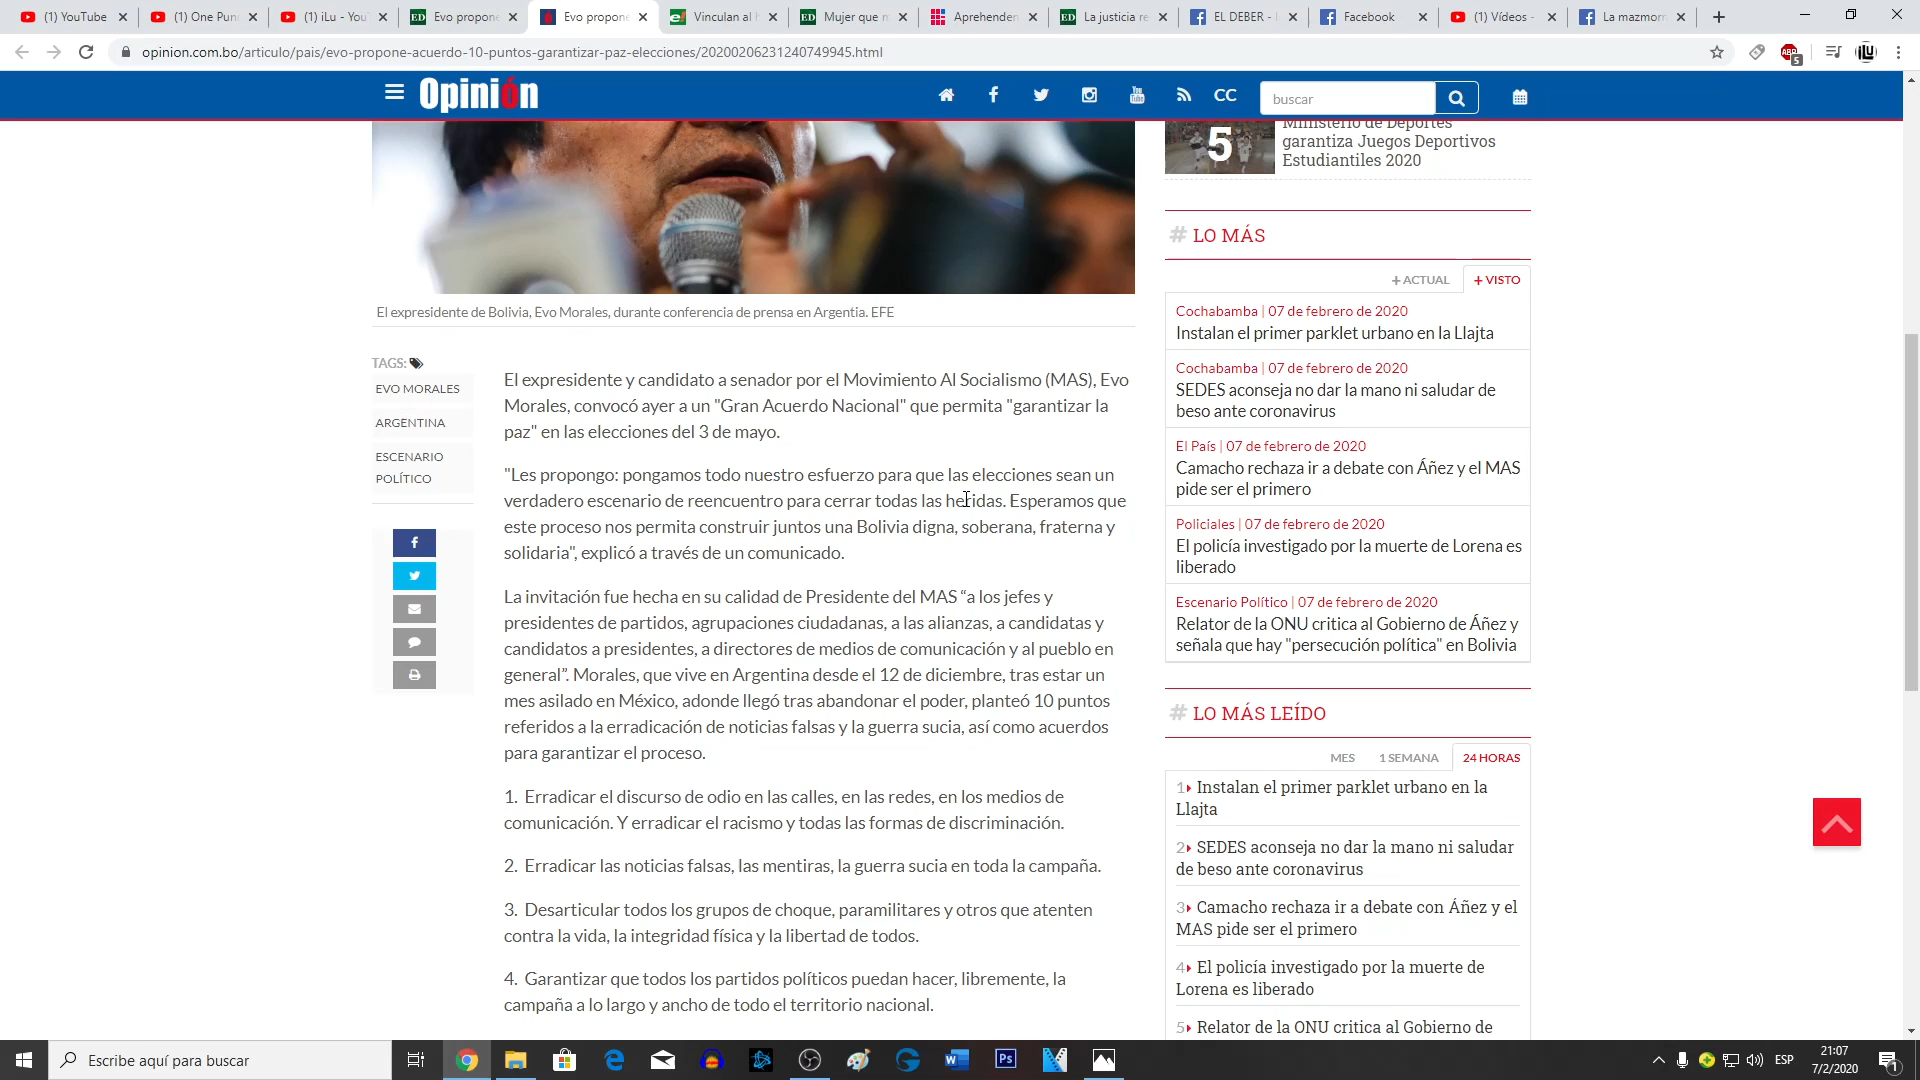 (1) YouTube
(1) One Pun
(1) iLu - You
Evo propone
Evo propone
Vinculan al h
Mujer que m
Aprehenden
La justicia re
EL DEBER -
Facebook
(1) Vídeos -
La mazmorr
opinion.com.bo/articulo/pais/evo-propone-acuerdo-10-puntos-garantizar-paz-elecciones/20200206231240749945.html
Opinión
CC
buscar
5
Ministerio de Deportes
garantiza Juegos Deportivos
Estudiantiles 2020
El expresidente de Bolivia, Evo Morales, durante conferencia de prensa en Argentia. EFE
TAGS:
EVO MORALES
ARGENTINA
ESCENARIO
POLÍTICO
El expresidente y candidato a senador por el Movimiento Al Socialismo (MAS), Evo
Morales, convocó ayer a un "Gran Acuerdo Nacional" que permita "garantizar la
paz" en las elecciones del 3 de mayo.
"Les propongo: pongamos todo nuestro esfuerzo para que las elecciones sean un
verdadero escenario de reencuentro para cerrar todas las heridas. Esperamos que
este proceso nos permita construir juntos una Bolivia digna, soberana, fraterna y
solidaria", explicó a través de un comunicado.
La invitación fue hecha en su calidad de Presidente del MAS “a los jefes y
presidentes de partidos, agrupaciones ciudadanas, a las alianzas, a candidatas y
candidatos a presidentes, a directores de medios de comunicación y al pueblo en
general”. Morales, que vive en Argentina desde el 12 de diciembre, tras estar un
mes asilado en México, adonde llegó tras abandonar el poder, planteó 10 puntos
referidos a la erradicación de noticias falsas y la guerra sucia, así como acuerdos
para garantizar el proceso.
1. Erradicar el discurso de odio en las calles, en las redes, en los medios de
comunicación. Y erradicar el racismo y todas las formas de discriminación.
2. Erradicar las noticias falsas, las mentiras, la guerra sucia en toda la campaña.
3. Desarticular todos los grupos de choque, paramilitares y otros que atenten
contra la vida, la integridad física y la libertad de todos.
4. Garantizar que todos los partidos políticos puedan hacer, libremente, la
campaña a lo largo y ancho de todo el territorio nacional.
# LO MÁS
+ ACTUAL
+ VISTO
Cochabamba | 07 de febrero de 2020
Instalan el primer parklet urbano en la Llajta
Cochabamba | 07 de febrero de 2020
SEDES aconseja no dar la mano ni saludar de
beso ante coronavirus
El País | 07 de febrero de 2020
Camacho rechaza ir a debate con Áñez y el MAS
pide ser el primero
Policiales | 07 de febrero de 2020
El policía investigado por la muerte de Lorena es
liberado
Escenario Político | 07 de febrero de 2020
Relator de la ONU critica al Gobierno de Áñez y
señala que hay "persecución política" en Bolivia
# LO MÁS LEÍDO
MES
1 SEMANA
24 HORAS
1 Instalan el primer parklet urbano en la
Llajta
2 SEDES aconseja no dar la mano ni saludar
de beso ante coronavirus
3 Camacho rechaza ir a debate con Áñez y el
MAS pide ser el primero
4 El policía investigado por la muerte de
Lorena es liberado
5 Relator de la ONU critica al Gobierno de
Escribe aquí para buscar
ESP
21:07
7/2/2020